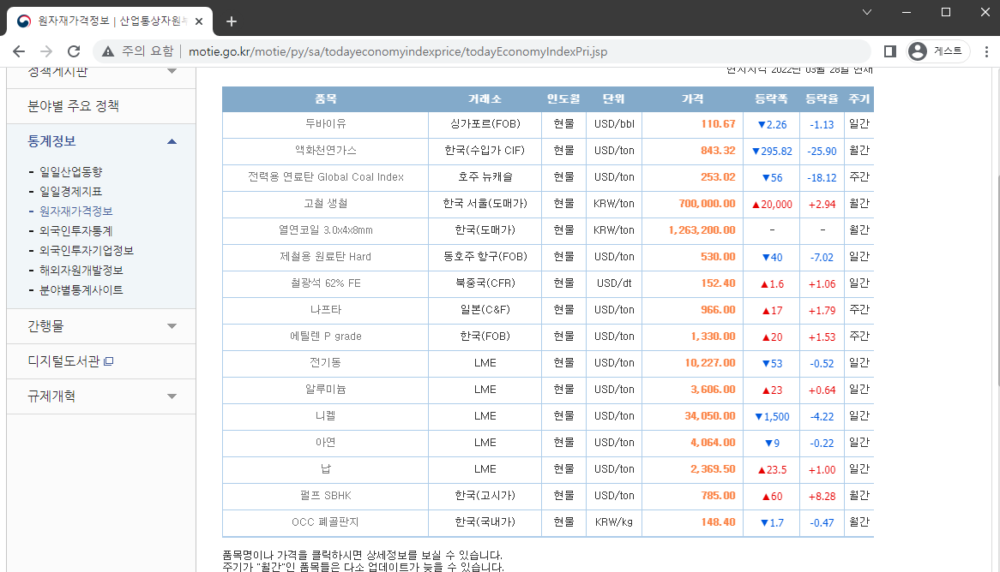 원자재가격정보 | 산업통상자원부
주의 요함 motie.go.kr/motie/py/sa/todayeconomyindexprice/todayEconomyIndexPri.jsp 게스트
정책게시판
분야별 주요 정책
통계정보
- 일일산업동향
- 일일경제지표
- 원자재가격정보
- 외국인투자통계
- 외국인투자기업정보
- 해외자원개발정보
- 분야별통계사이트
간행물
디지털도서관
규제개혁
현지시각 2022년 03월 28일 현재
품목 거래소 인도월 단위 가격 등락폭 등락율 주기
두바이유 싱가포르(FOB) 현물 USD/bbl 110.67 ▼2.26 -1.13 일간
액화천연가스 한국(수입가 CIF) 현물 USD/ton 843.32 ▼295.82 -25.90 월간
전력용 연료탄 Global Coal Index 호주 뉴캐슬 현물 USD/ton 253.02 ▼56 -18.12 주간
고철 생철 한국 서울(도매가) 현물 KRW/ton 700,000.00 ▲20,000 +2.94 월간
열연코일 3.0x4x8mm 한국(도매가) 현물 KRW/ton 1,263,200.00 - - 월간
제철용 원료탄 Hard 동호주 항구(FOB) 현물 USD/ton 530.00 ▼40 -7.02 일간
철광석 62% FE 북중국(CFR) 현물 USD/dt 152.40 ▲1.6 +1.06 일간
나프타 일본(C&F) 현물 USD/ton 966.00 ▲17 +1.79 주간
에틸렌 P grade 한국(FOB) 현물 USD/ton 1,330.00 ▲20 +1.53 주간
전기동 LME 현물 USD/ton 10,227.00 ▼53 -0.52 일간
알루미늄 LME 현물 USD/ton 3,606.00 ▲23 +0.64 일간
니켈 LME 현물 USD/ton 34,050.00 ▼1,500 -4.22 일간
아연 LME 현물 USD/ton 4,064.00 ▼9 -0.22 일간
납 LME 현물 USD/ton 2,369.50 ▲23.5 +1.00 일간
펄프 SBHK 한국(고시가) 현물 USD/ton 785.00 ▲60 +8.28 월간
OCC 폐골판지 한국(국내가) 현물 KRW/kg 148.40 ▼1.7 -0.47 월간
품목명이나 가격을 클릭하시면 상세정보를 보실 수 있습니다.
주기가 "월간"인 품목들은 다소 업데이트가 늦을 수 있습니다.